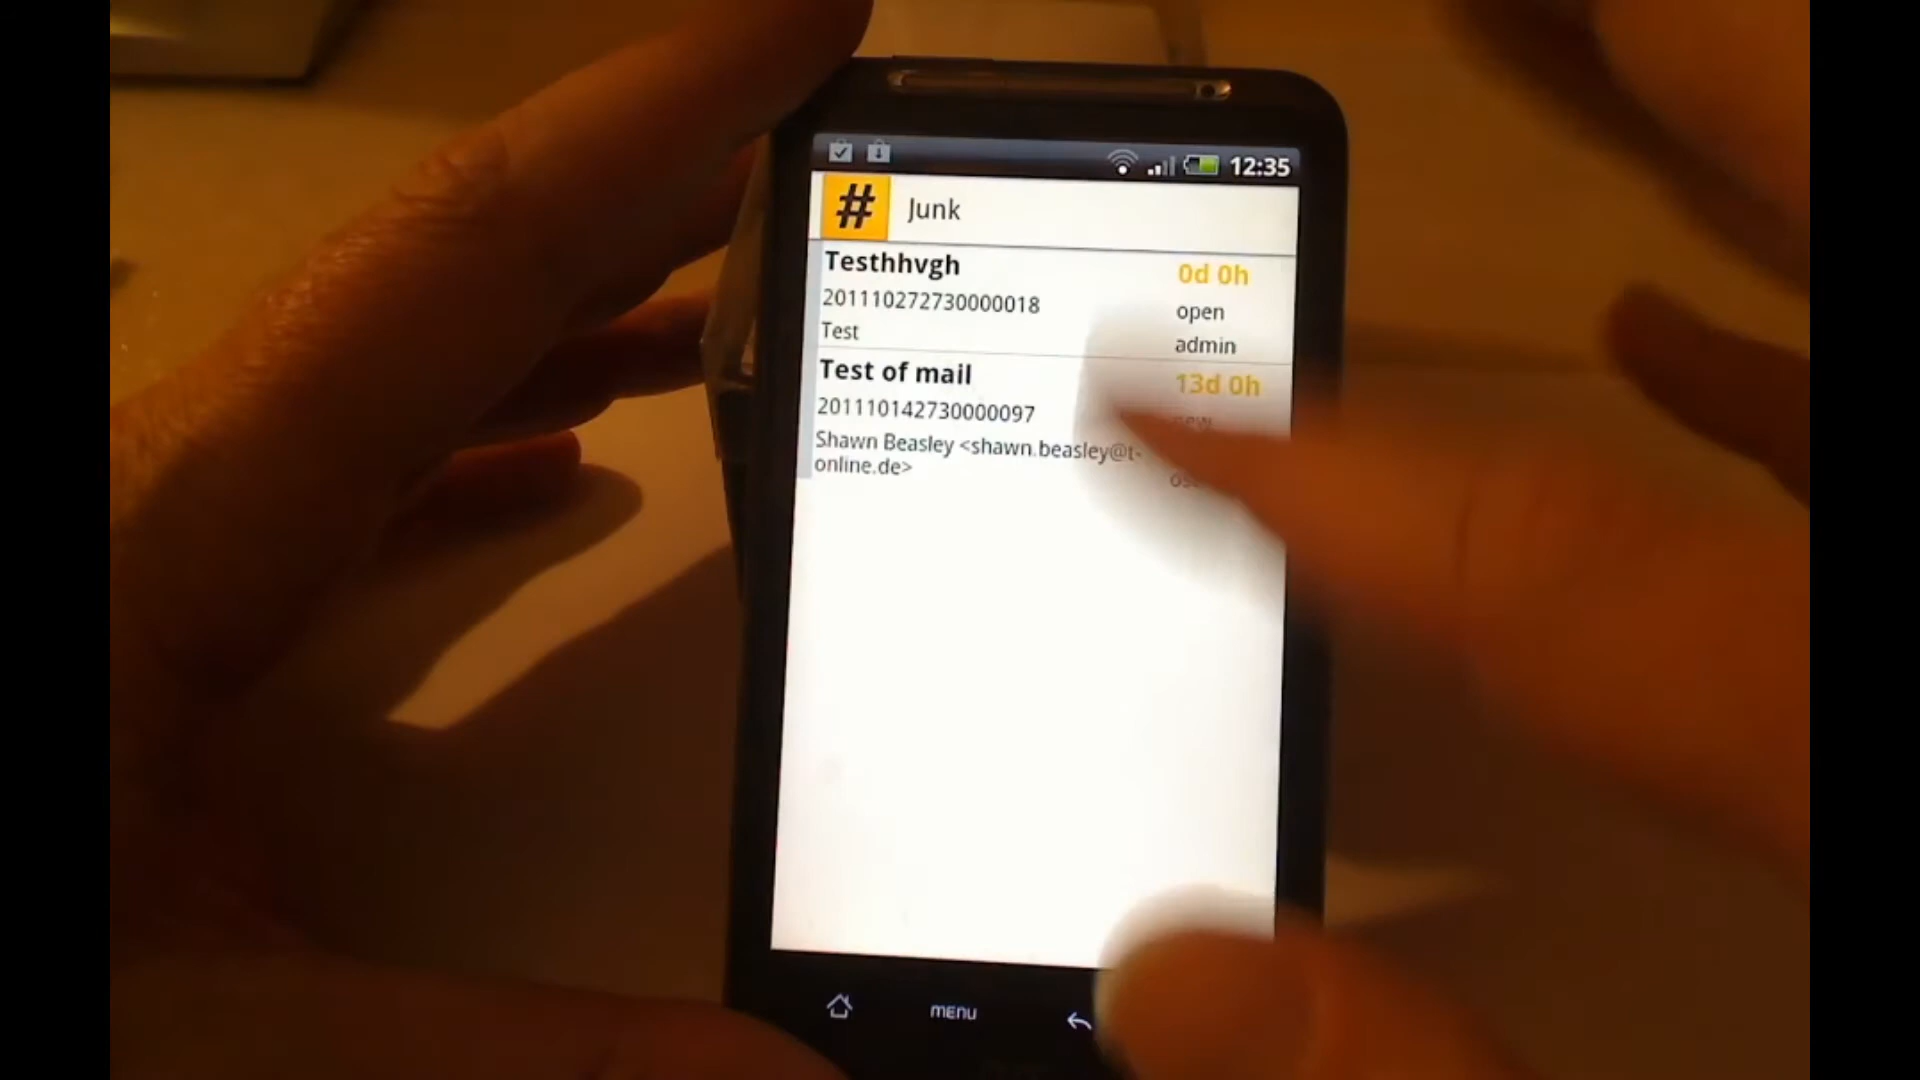 12:35
# Junk
Testhhvgh
0d 0h
201110272730000018
open
Test
admin
Test of mail
13d 0h
201110142730000097
new
Shawn Beasley <shawn.beasley@t-
online.de>
MENU